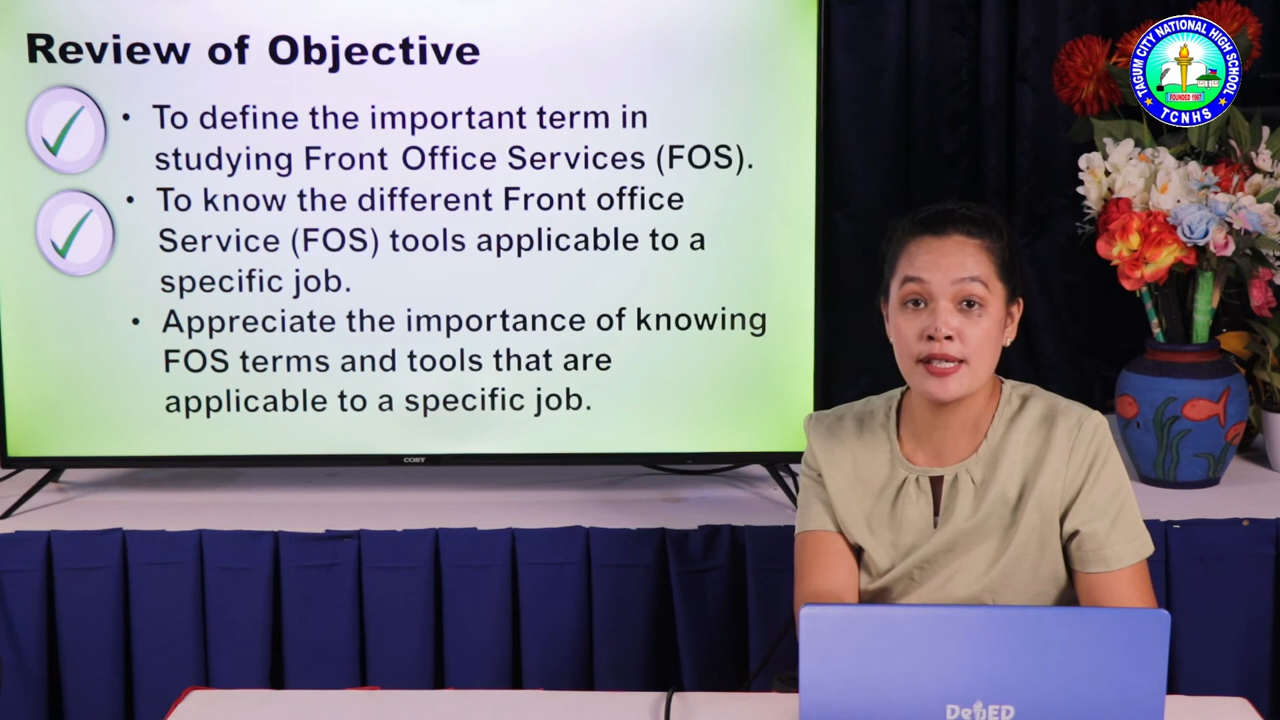 Review of Objective
• To define the important term in
studying Front Office Services (FOS).
• To know the different Front office
Service (FOS) tools applicable to a
specific job.
• Appreciate the importance of knowing
FOS terms and tools that are
applicable to a specific job.
COBY
TAGUM CITY NATIONAL HIGH SCHOOL
FOUNDED 1967
TCNHS
DepED